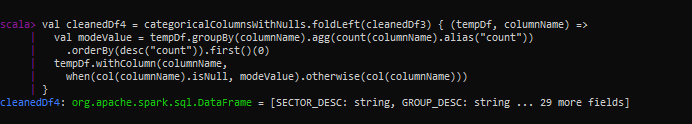 scala> val cleanedDf4 = categoricalColumnsWithNulls.foldLeft(cleanedDf3) { (tempDf, columnName) =>
     |   val modeValue = tempDf.groupBy(columnName).agg(count(columnName).alias("count"))
     |     .orderBy(desc("count")).first()(0)
     |   tempDf.withColumn(columnName,
     |     when(col(columnName).isNull, modeValue).otherwise(col(columnName)))
     | }
cleanedDf4: org.apache.spark.sql.DataFrame = [SECTOR_DESC: string, GROUP_DESC: string ... 29 more fields]